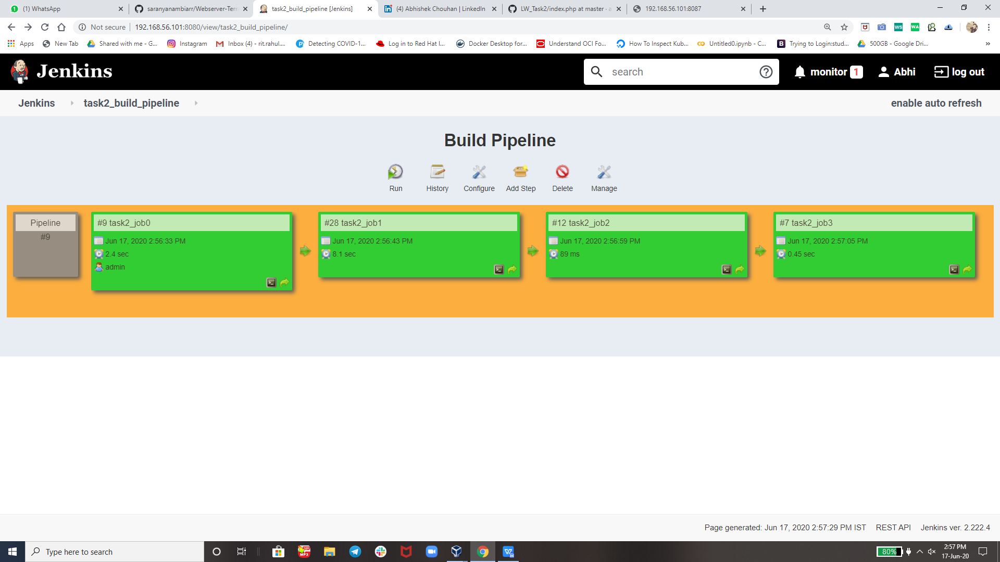 (1) WhatsApp
saranyanambiarr/Webserver-Terr
task2_build_pipeline [Jenkins]
(4) Abhishek Chouhan | LinkedIn
LW_Task2/index.php at master · a
192.168.56.101:8087
Not secure
192.168.56.101:8080/view/task2_build_pipeline/
Apps
New Tab
Shared with me - G...
Instagram
Inbox (4) - rit.rahul....
Detecting COVID-1...
Log in to Red Hat I...
Docker Desktop for...
Understand OCI Fo...
How To Inspect Kub...
Untitled0.ipynb - C...
Trying to Login:stud...
500GB - Google Dri...
Jenkins
search
monitor 1
Abhi
log out
Jenkins
task2_build_pipeline
enable auto refresh
Build Pipeline
Run
History
Configure
Add Step
Delete
Manage
Pipeline
#9
#9 task2_job0
Jun 17, 2020 2:56:33 PM
2.4 sec
admin
#28 task2_job1
Jun 17, 2020 2:56:43 PM
8.1 sec
#12 task2_job2
Jun 17, 2020 2:56:59 PM
89 ms
#7 task2_job3
Jun 17, 2020 2:57:05 PM
0.45 sec
Page generated: Jun 17, 2020 2:57:29 PM IST
REST API
Jenkins ver. 2.222.4
Type here to search
80%
2:57 PM
17-Jun-20